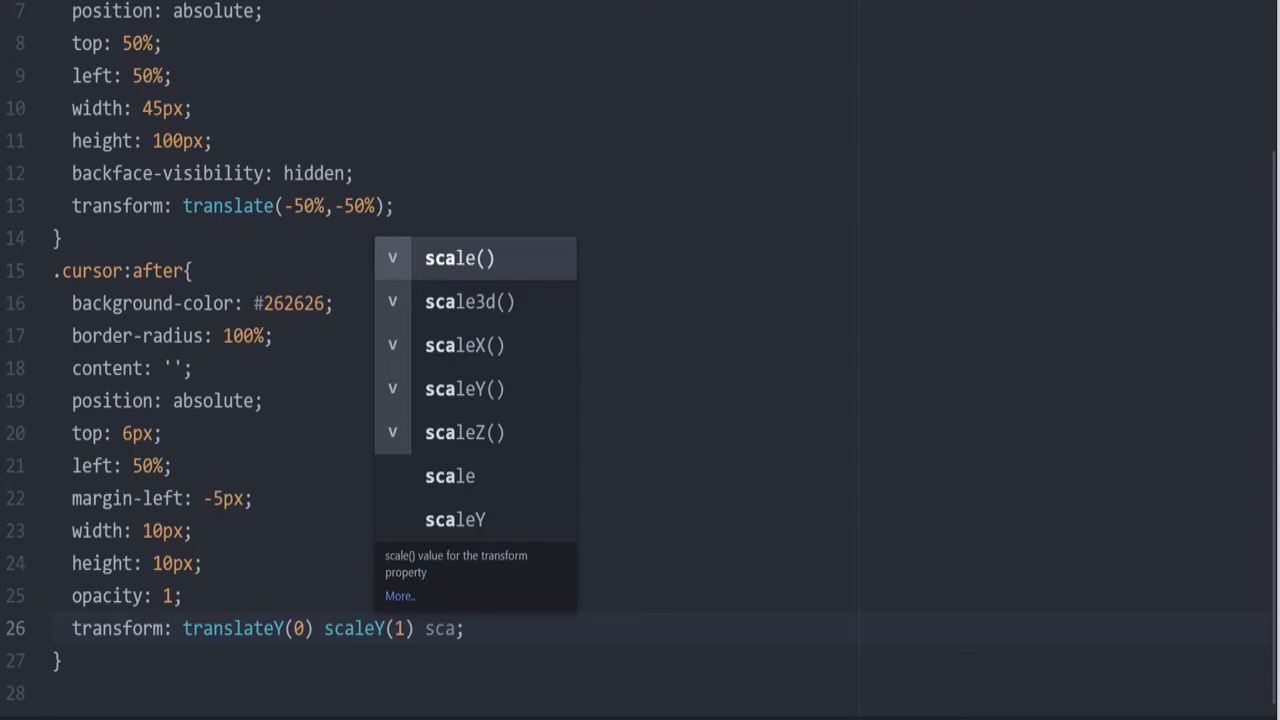 7 position: absolute;
8 top: 50%;
9 left: 50%;
10 width: 45px;
11 height: 100px;
12 backface-visibility: hidden;
13 transform: translate(-50%,-50%);
14 }
15 .cursor:after{
16 background-color: #262626;
17 border-radius: 100%;
18 content: '';
19 position: absolute;
20 top: 6px;
21 left: 50%;
22 margin-left: -5px;
23 width: 10px;
24 height: 10px;
25 opacity: 1;
26 transform: translateY(0) scaleY(1) sca;
27 }
28
v scale()
v scale3d()
v scaleX()
v scaleY()
v scaleZ()
scale
scaleY
scale() value for the transform
property
More..